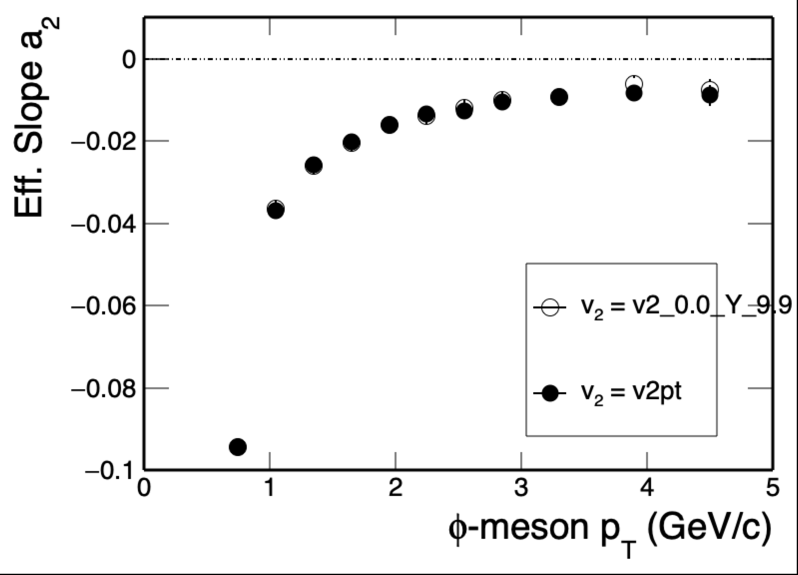 Eff. Slope a2
0
−0.02
−0.04
−0.06
−0.08
−0.1
v2 = v2_0.0_Y_9.9
v2 = v2pt
0 1 2 3 4 5
ϕ-meson pT (GeV/c)